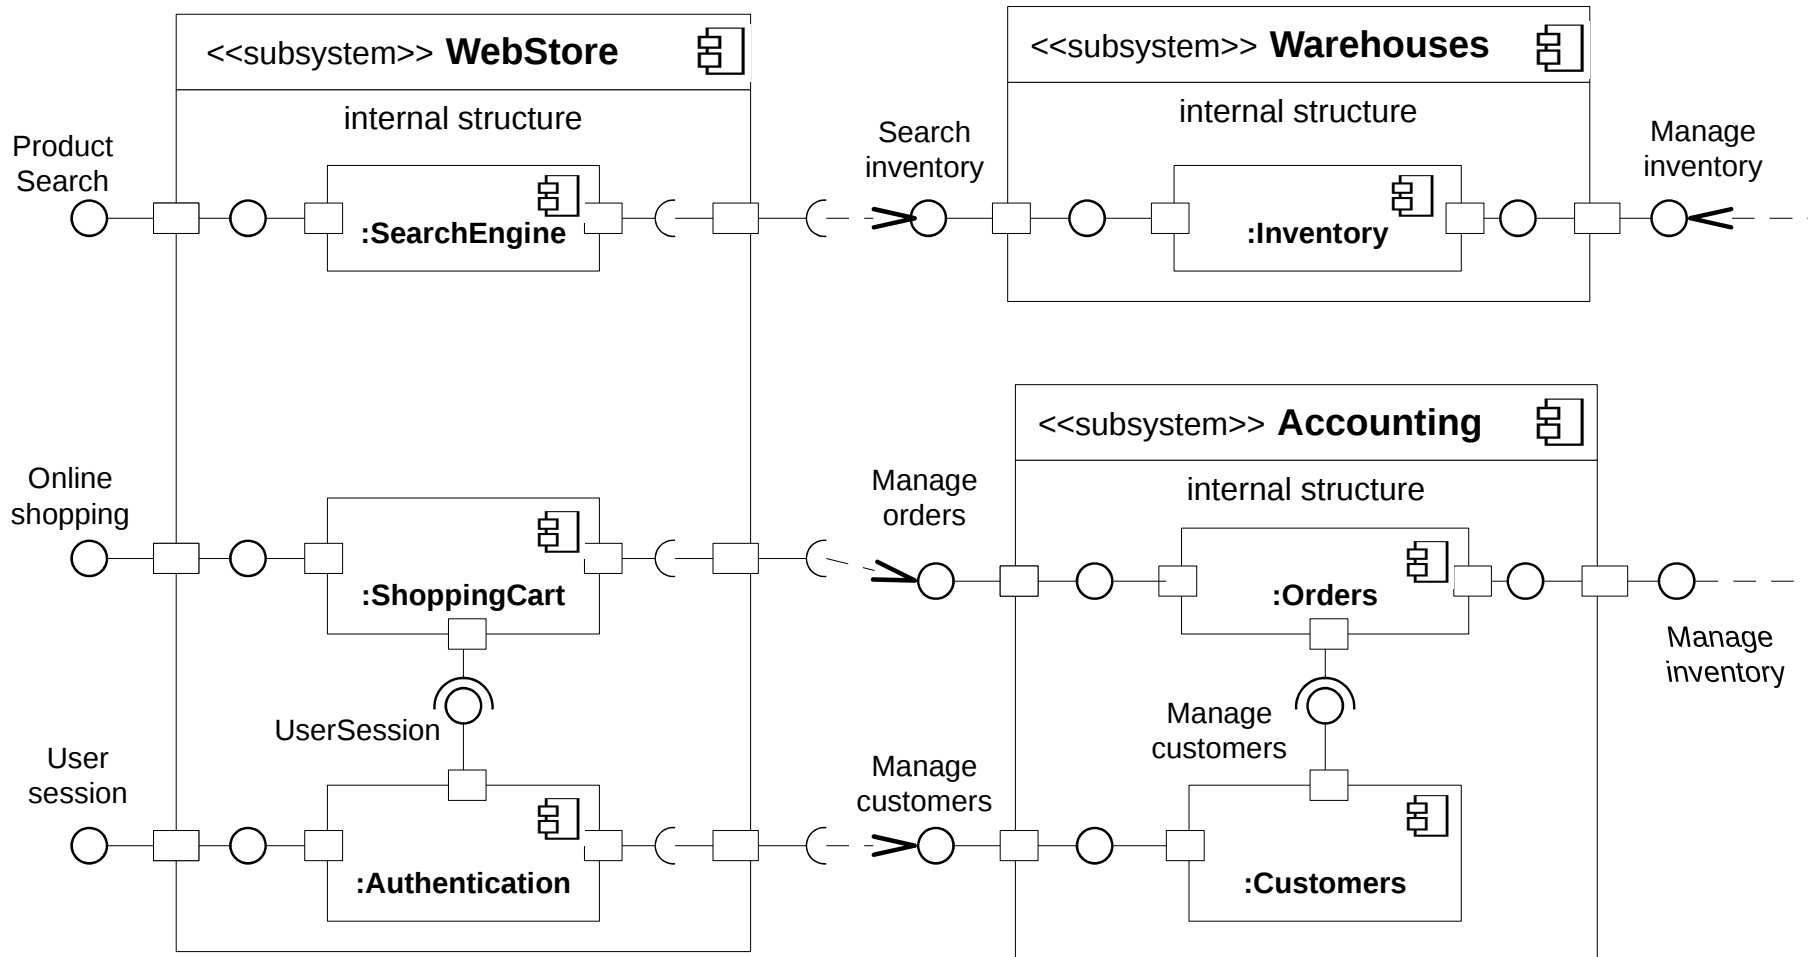 <<subsystem>> WebStore
internal structure
Product
Search
:SearchEngine
Online
shopping
:ShoppingCart
UserSession
User
session
:Authentication
<<subsystem>> Warehouses
internal structure
Search
inventory
:Inventory
Manage
inventory
<<subsystem>> Accounting
internal structure
Manage
orders
:Orders
Manage
inventory
Manage
customers
Manage
customers
:Customers